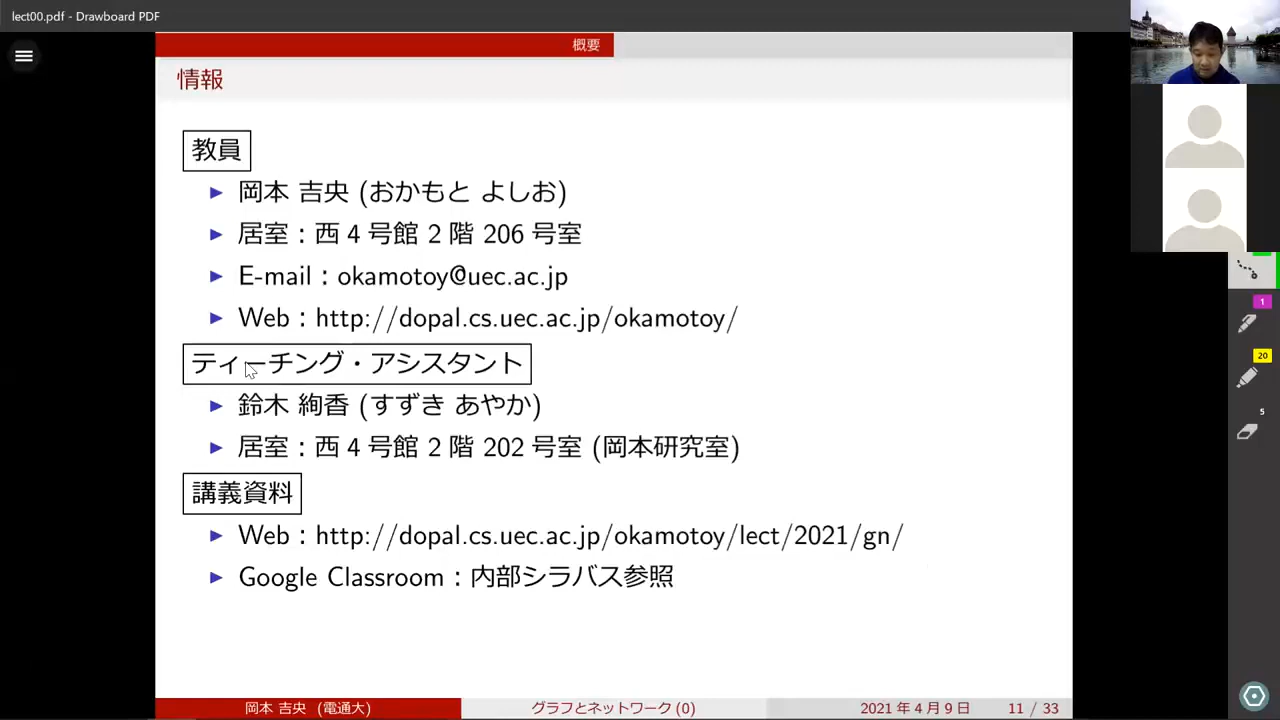 lect00.pdf - Drawboard PDF
概要
情報
教員
岡本 吉央 (おかもと よしお)
居室 : 西 4 号館 2 階 206 号室
E-mail : okamotoy@uec.ac.jp
Web : http://dopal.cs.uec.ac.jp/okamotoy/
ティーチング・アシスタント
鈴木 絢香 (すずき あやか)
居室 : 西 4 号館 2 階 202 号室 (岡本研究室)
講義資料
Web : http://dopal.cs.uec.ac.jp/okamotoy/lect/2021/gn/
Google Classroom : 内部シラバス参照
岡本 吉央 (電通大)
グラフとネットワーク (0)
2021 年 4 月 9 日
11 / 33
1
20
5